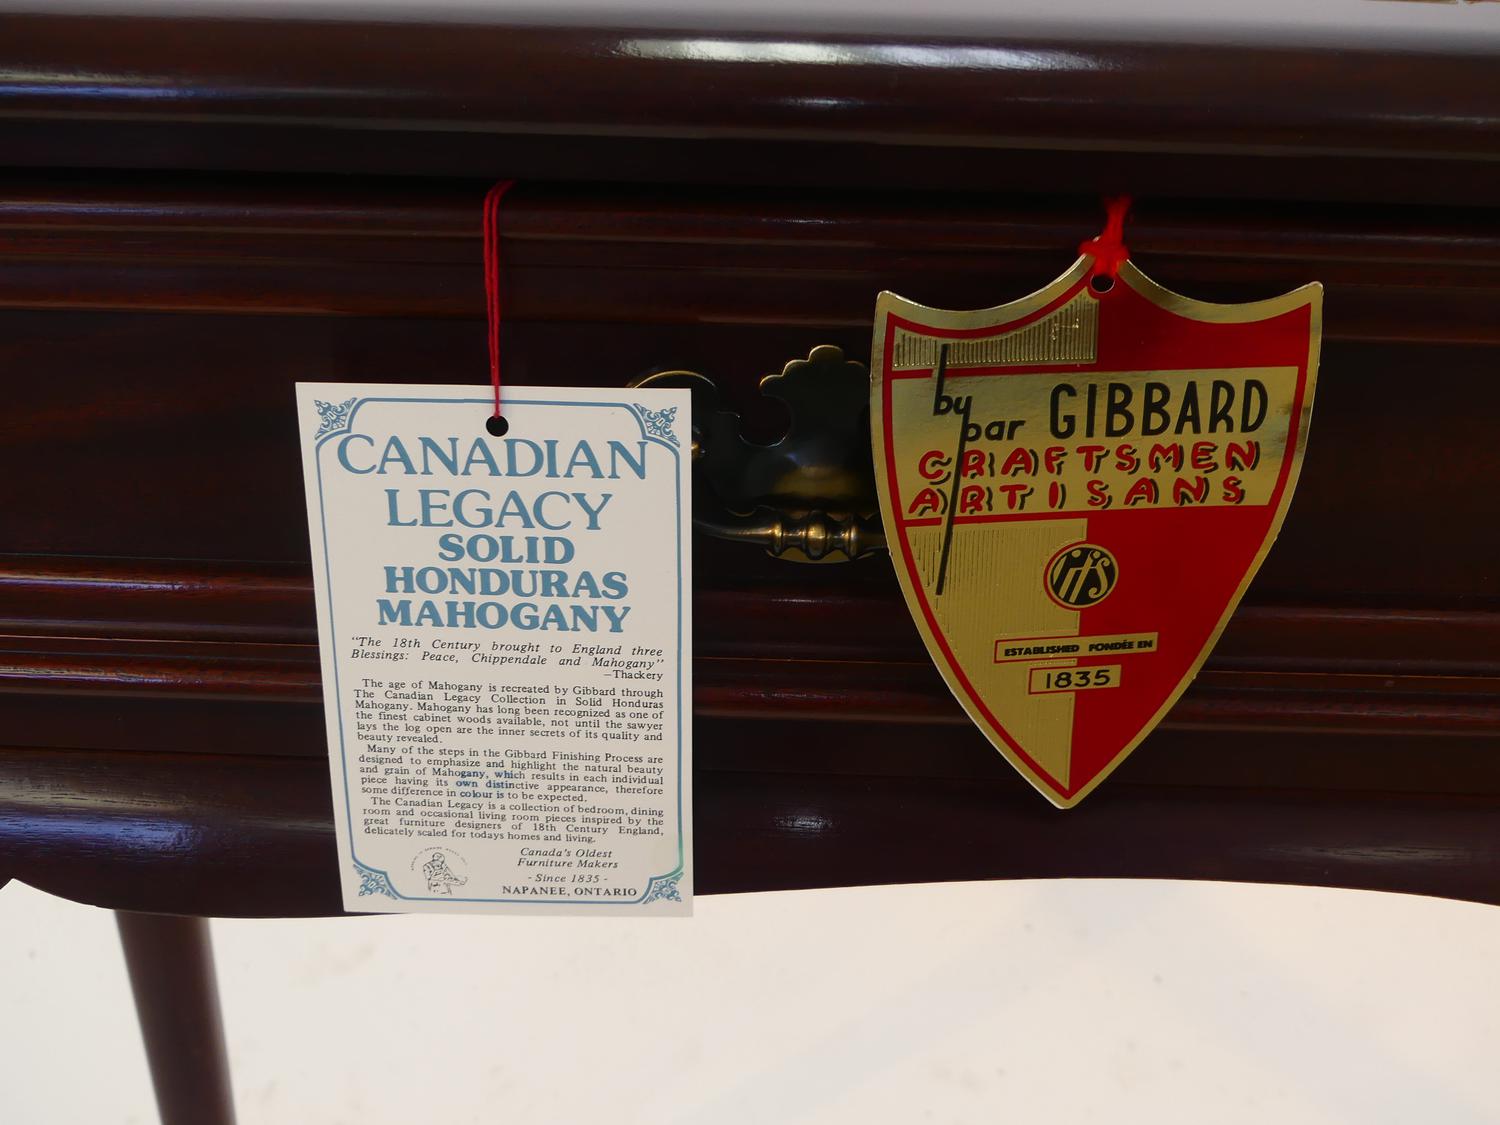 CANADIAN
LEGACY
SOLID
HONDURAS
MAHOGANY
"The 18th Century brought to England three
Blessings: Peace, Chippendale and Mahogany"
—Thackery
The age of Mahogany is recreated by Gibbard through
The Canadian Legacy Collection in Solid Honduras
Mahogany. Mahogany has long been recognized as one of
the finest cabinet woods available, not until the sawyer
lays the log open are the inner secrets of its quality and
beauty revealed.
Many of the steps in the Gibbard Finishing Process are
designed to emphasize and highlight the natural beauty
and grain of Mahogany, which results in each individual
piece having its own distinctive appearance, therefore
some difference in colour is to be expected.
The Canadian Legacy is a collection of bedroom, dining
room and occasional living room pieces inspired by the
great furniture designers of 18th Century England,
delicately scaled for todays homes and living.
Canada's Oldest
Furniture Makers
- Since 1835 -
NAPANEE, ONTARIO
by
par GIBBARD
CRAFTSMEN
ARTISANS
ESTABLISHED FONDÉE EN
1835